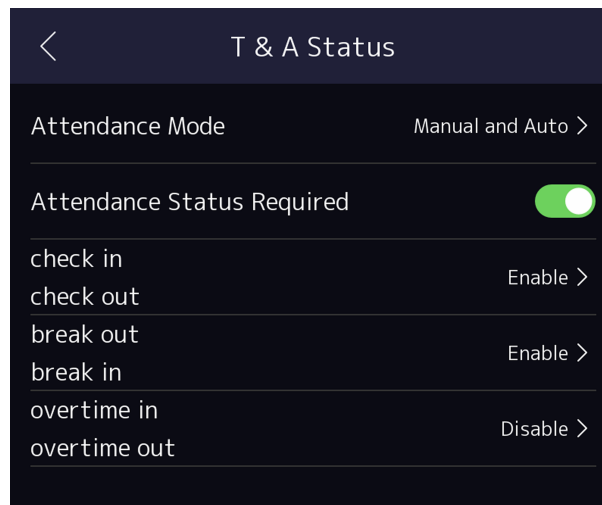 T & A Status
Attendance Mode Manual and Auto
Attendance Status Required
check in
check out
Enable
break out
break in
Enable
overtime in
overtime out
Disable